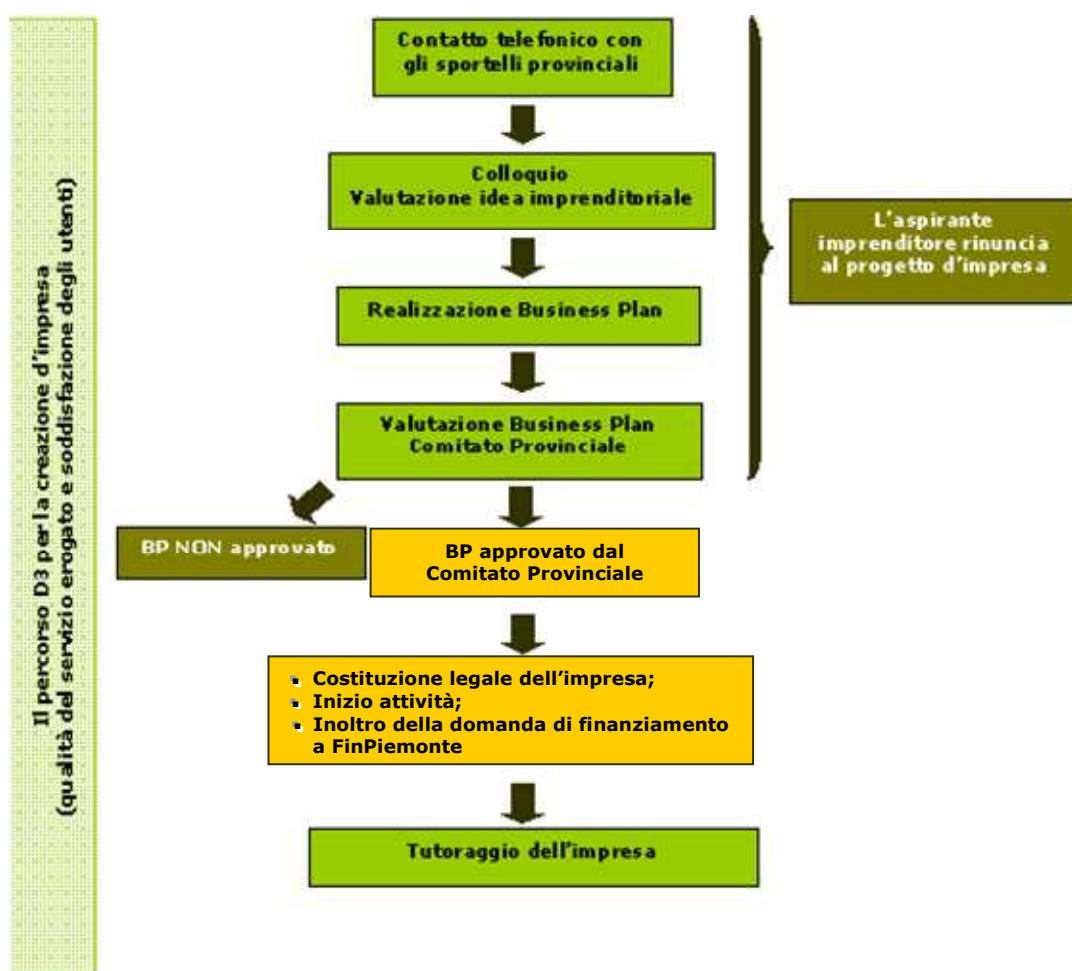 Il percorso D3 per la creazione d'impresa
(qualità del servizio erogato e soddisfazione degli utenti)
Contatto telefonico con
gli sportelli provinciali
Colloquio
Valutazione idea imprenditoriale
L'aspirante
imprenditore rinuncia
al progetto d'impresa
Realizzazione Business Plan
Valutazione Business Plan
Comitato Provinciale
BP NON approvato
BP approvato dal
Comitato Provinciale
▪ Costituzione legale dell'impresa;
▪ Inizio attività;
▪ Inoltro della domanda di finanziamento
a FinPiemonte
Tutoraggio dell'impresa